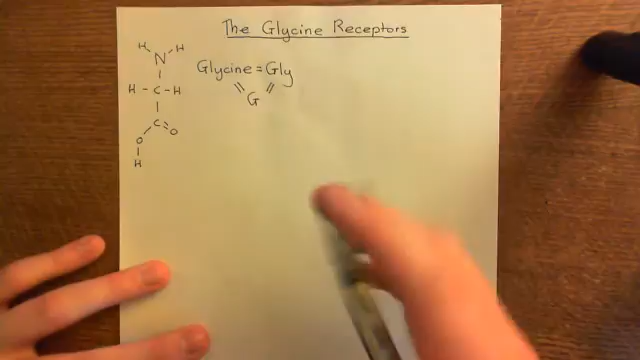 The Glycine Receptors
H H
N
H - C - H
C
O O
H
Glycine = Gly
G